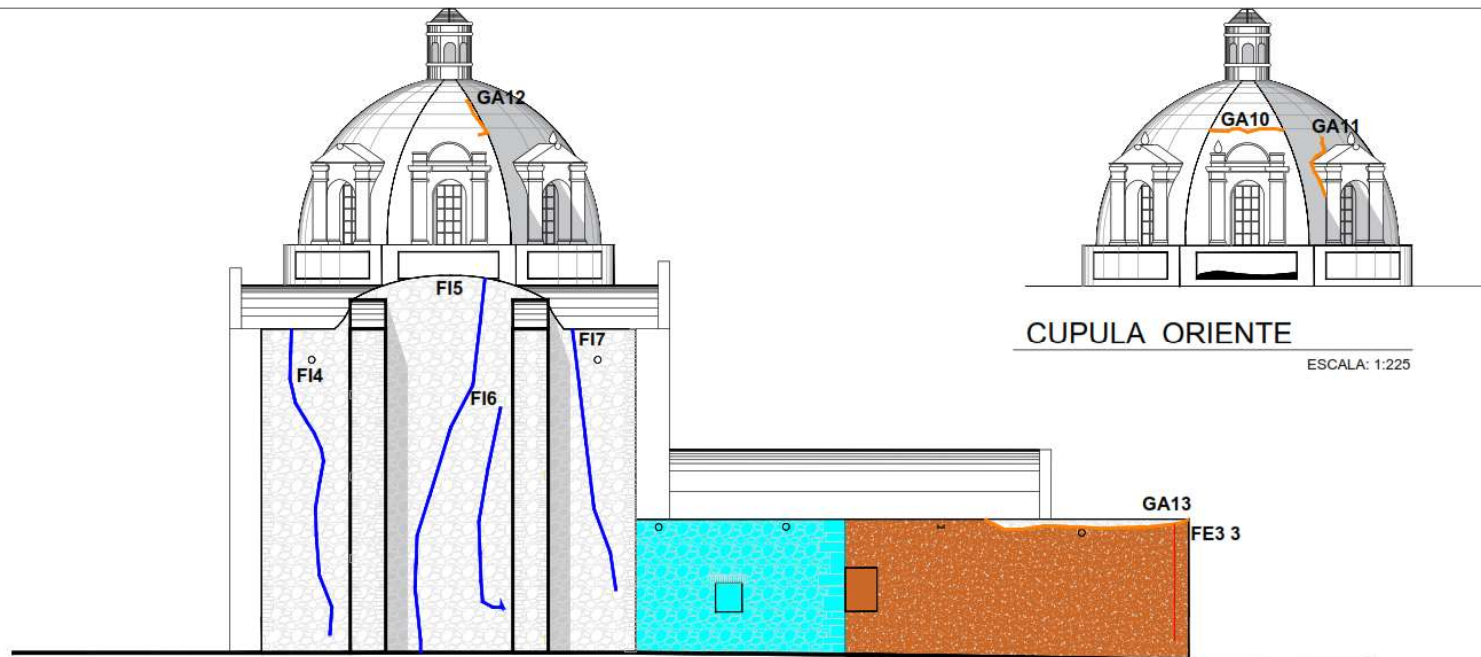 GA12
GA10
GA11
FI5
FI7
FI4
FI6
CUPULA ORIENTE
ESCALA: 1:225
GA13
FE3 3